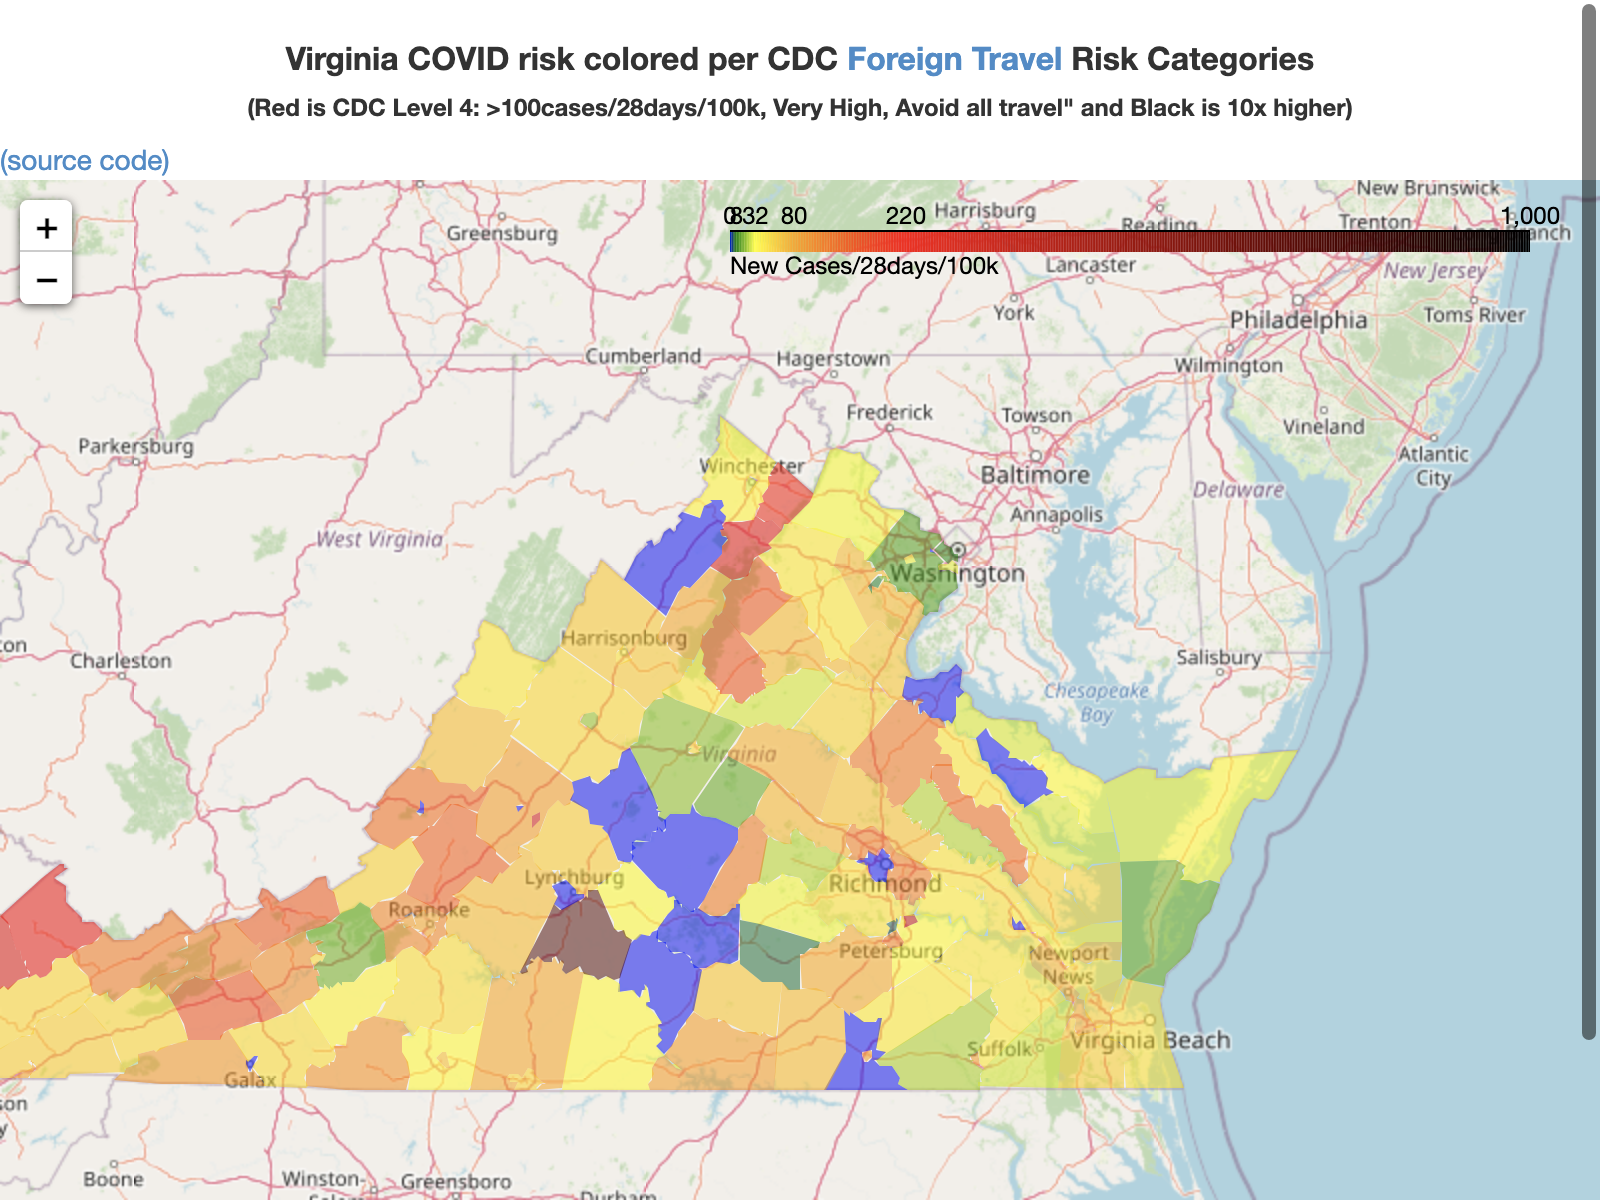 Virginia COVID risk colored per CDC Foreign Travel Risk Categories
(Red is CDC Level 4: >100cases/28days/100k, Very High, Avoid all travel" and Black is 10x higher)
(source code)
+
−
New Brunswick
0 8 32 80 220 1,000
Harrisburg
Reading
Trenton
Greensburg
New Cases/28days/100k
Lancaster
New Jersey
York
Philadelphia
Toms River
Cumberland
Hagerstown
Wilmington
Frederick
Towson
Vineland
Parkersburg
Atlantic
City
Winchester
Baltimore
Delaware
Annapolis
West Virginia
Washington
Harrisonburg
Charleston
Salisbury
Chesapeake
Bay
Virginia
Lynchburg
Richmond
Roanoke
Petersburg
Newport
News
Virginia Beach
Suffolk
Galax
Boone
Winston-
Greensboro
Durham